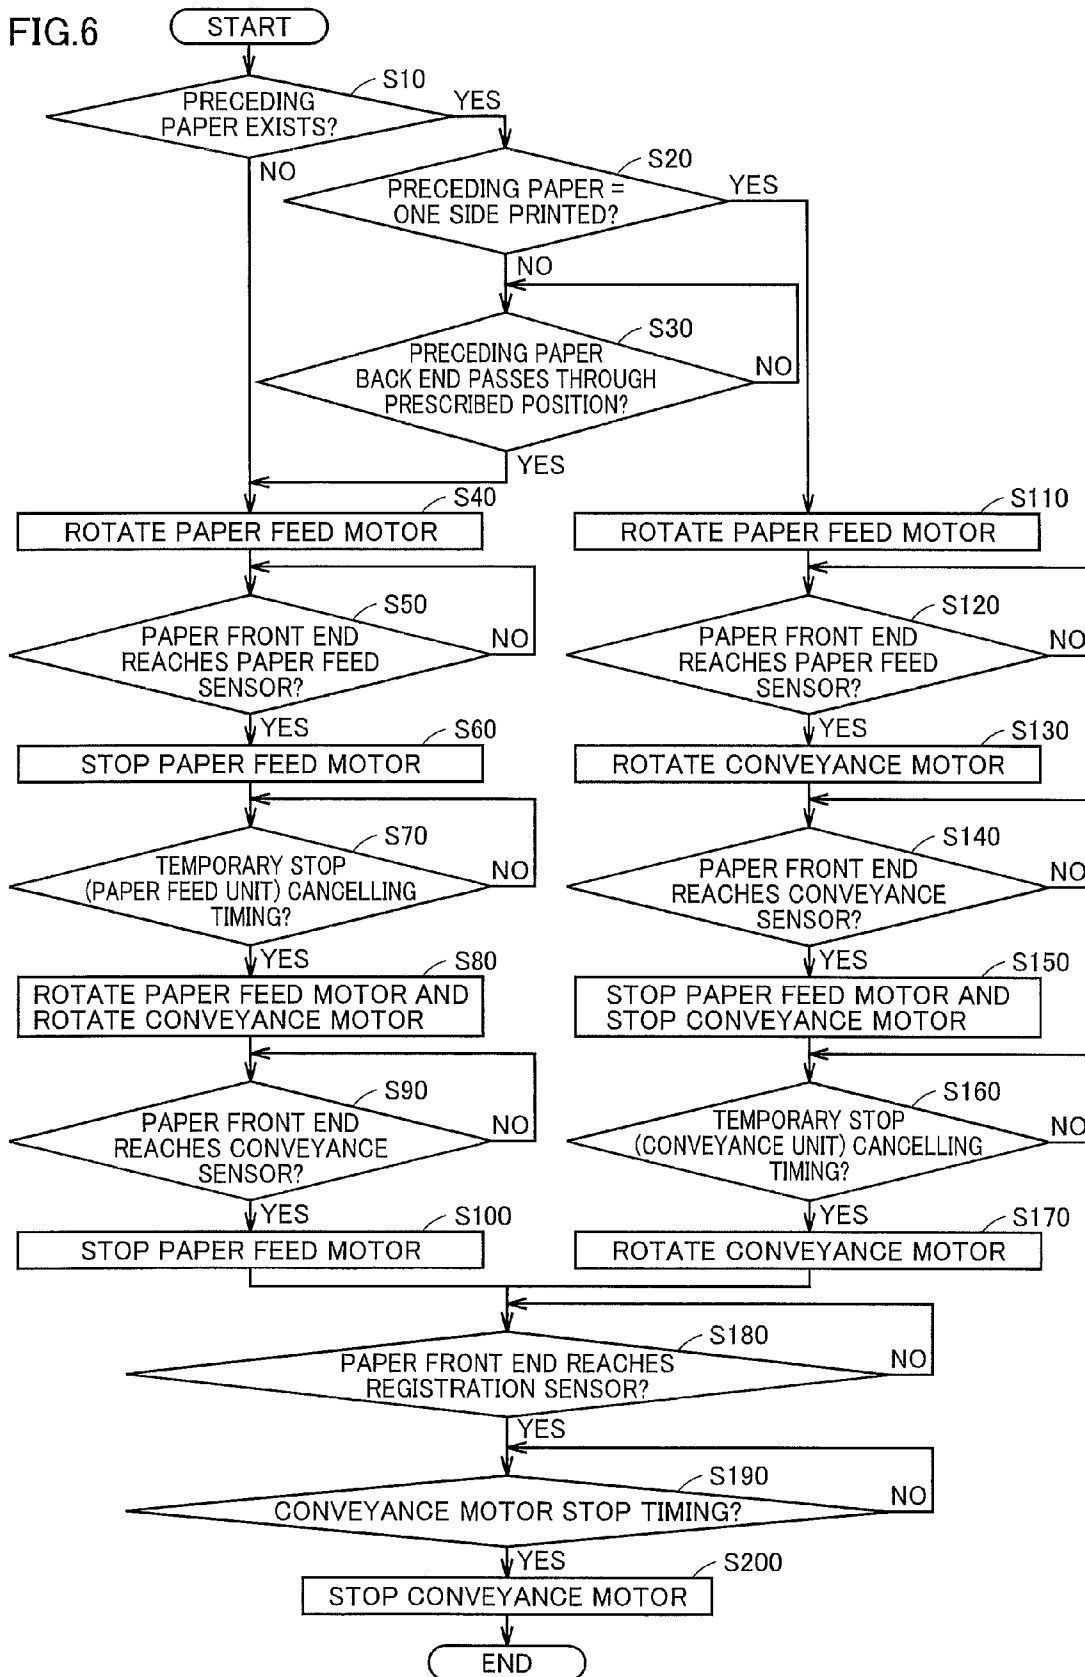 FIG.6
START
S10
PRECEDING
PAPER EXISTS?
YES
NO
S20
PRECEDING PAPER =
ONE SIDE PRINTED?
YES
NO
S30
PRECEDING PAPER
BACK END PASSES THROUGH
PRESCRIBED POSITION?
NO
YES
S40
ROTATE PAPER FEED MOTOR
S50
PAPER FRONT END
REACHES PAPER FEED
SENSOR?
NO
YES
S60
STOP PAPER FEED MOTOR
S70
TEMPORARY STOP
(PAPER FEED UNIT) CANCELLING
TIMING?
NO
YES
S80
ROTATE PAPER FEED MOTOR AND
ROTATE CONVEYANCE MOTOR
S90
PAPER FRONT END
REACHES CONVEYANCE
SENSOR?
NO
YES
S100
STOP PAPER FEED MOTOR
S110
ROTATE PAPER FEED MOTOR
S120
PAPER FRONT END
REACHES PAPER FEED
SENSOR?
NO
YES
S130
ROTATE CONVEYANCE MOTOR
S140
PAPER FRONT END
REACHES CONVEYANCE
SENSOR?
NO
YES
S150
STOP PAPER FEED MOTOR AND
STOP CONVEYANCE MOTOR
S160
TEMPORARY STOP
(CONVEYANCE UNIT) CANCELLING
TIMING?
NO
YES
S170
ROTATE CONVEYANCE MOTOR
S180
PAPER FRONT END REACHES
REGISTRATION SENSOR?
NO
YES
S190
CONVEYANCE MOTOR STOP TIMING?
NO
YES
S200
STOP CONVEYANCE MOTOR
END